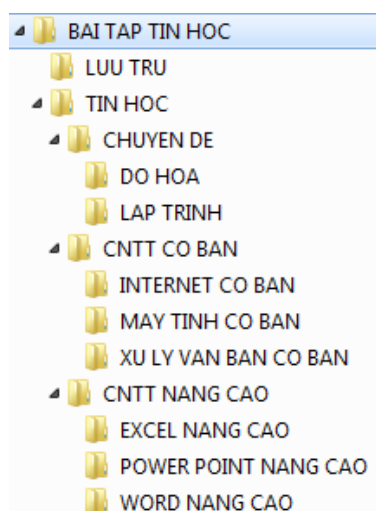 BAI TAP TIN HOC
LUU TRU
TIN HOC
CHUYEN DE
DO HOA
LAP TRINH
CNTT CO BAN
INTERNET CO BAN
MAY TINH CO BAN
XU LY VAN BAN CO BAN
CNTT NANG CAO
EXCEL NANG CAO
POWER POINT NANG CAO
WORD NANG CAO